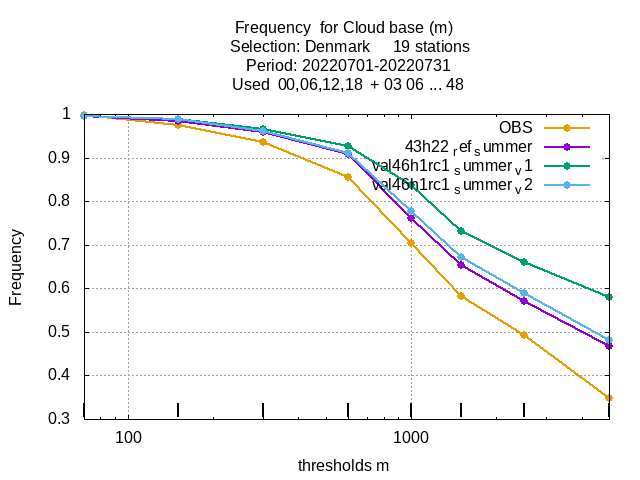 Frequency for Cloud base (m)
Selection: Denmark 19 stations
Period: 20220701-20220731
Used 00,06,12,18 + 03 06 ... 48
OBS
43h22 ref summer
val46h1rc1 summer v1
val46h1rc1 summer v2
1
0.9
0.8
0.7
0.6
0.5
0.4
0.3
Frequency
100 1000
thresholds m